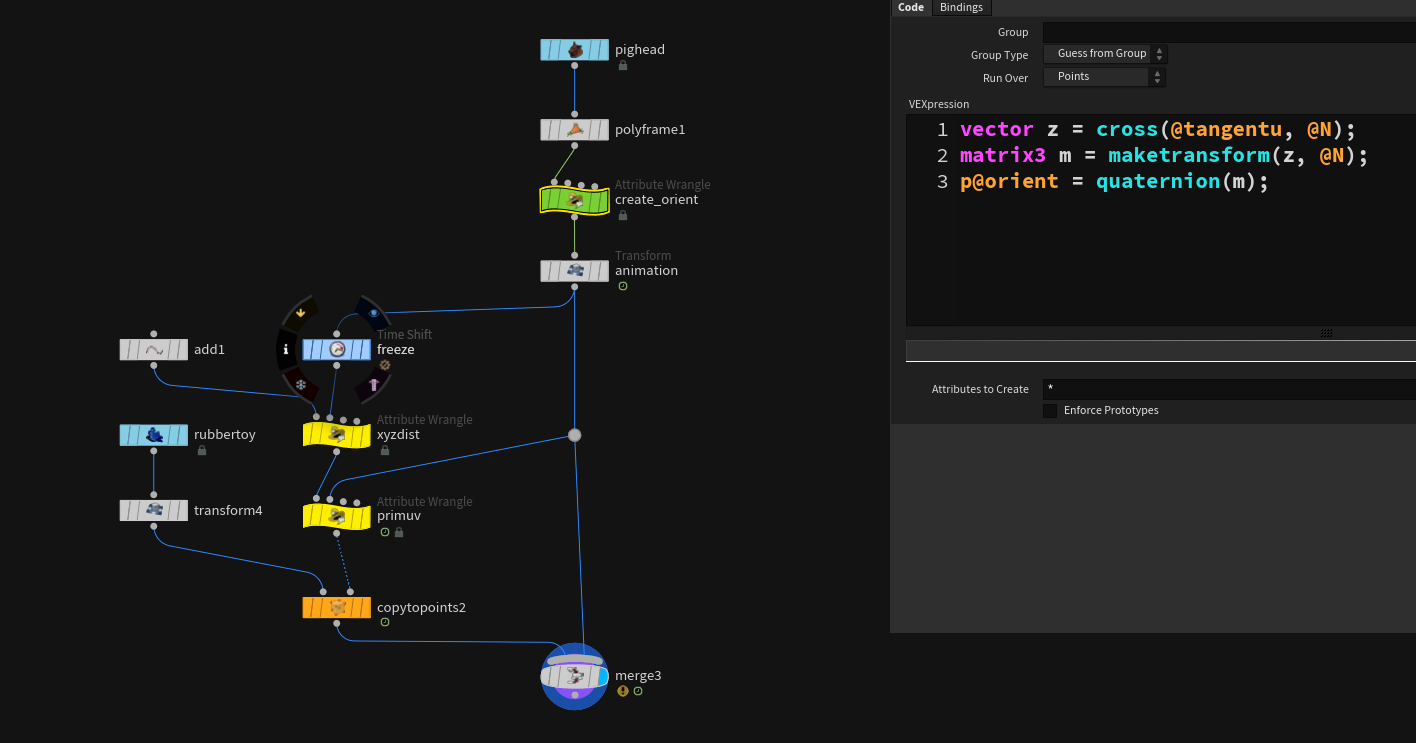 pighead
polyframe1
Attribute Wrangle
create_orient
Transform
animation
add1
Time Shift
freeze
Attribute Wrangle
rubbertoy
xyzdist
Attribute Wrangle
transform4
primuv
copytopoints2
merge3
Code Bindings
Group
Group Type Guess from Group
Run Over Points
VEXpression
1 vector z = cross(@tangentu, @N);
2 matrix3 m = maketransform(z, @N);
3 p@orient = quaternion(m);
Attributes to Create *
Enforce Prototypes